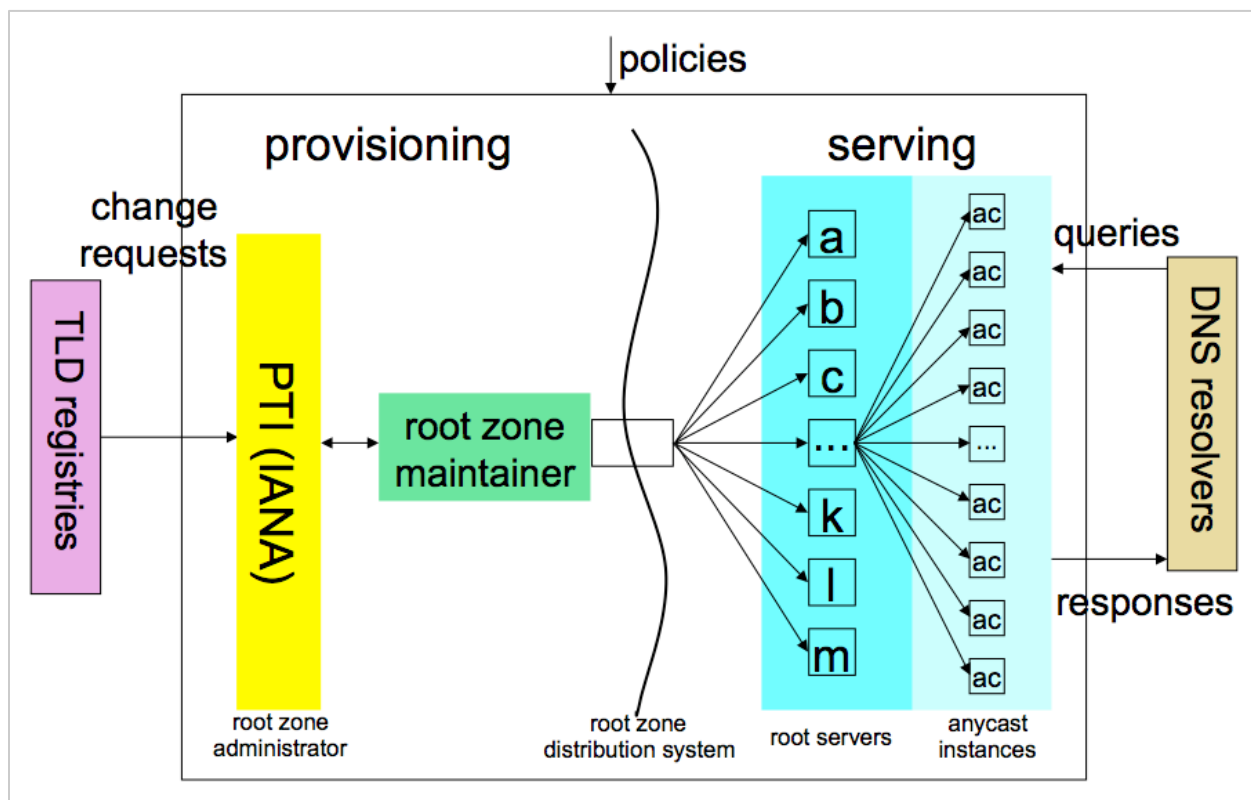 policies
provisioning
serving
change
requests
TLD registries
PTI (IANA)
root zone
maintainer
a
b
c
...
k
l
m
ac
ac
ac
ac
...
ac
ac
ac
ac
queries
DNS resolvers
responses
root zone
administrator
root zone
distribution system
root servers
anycast
instances